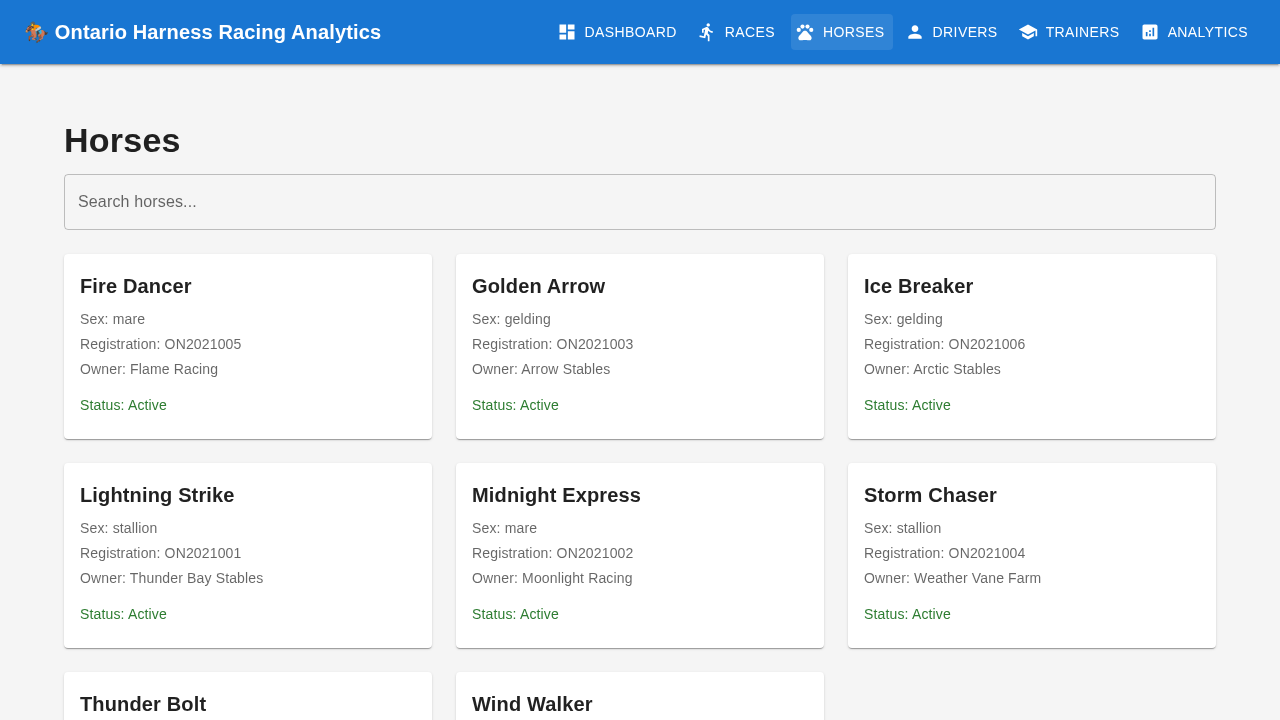 Ontario Harness Racing Analytics
DASHBOARD
RACES
HORSES
DRIVERS
TRAINERS
ANALYTICS
Horses
Search horses...
Fire Dancer
Sex: mare
Registration: ON2021005
Owner: Flame Racing
Status: Active
Golden Arrow
Sex: gelding
Registration: ON2021003
Owner: Arrow Stables
Status: Active
Ice Breaker
Sex: gelding
Registration: ON2021006
Owner: Arctic Stables
Status: Active
Lightning Strike
Sex: stallion
Registration: ON2021001
Owner: Thunder Bay Stables
Status: Active
Midnight Express
Sex: mare
Registration: ON2021002
Owner: Moonlight Racing
Status: Active
Storm Chaser
Sex: stallion
Registration: ON2021004
Owner: Weather Vane Farm
Status: Active
Thunder Bolt
Wind Walker